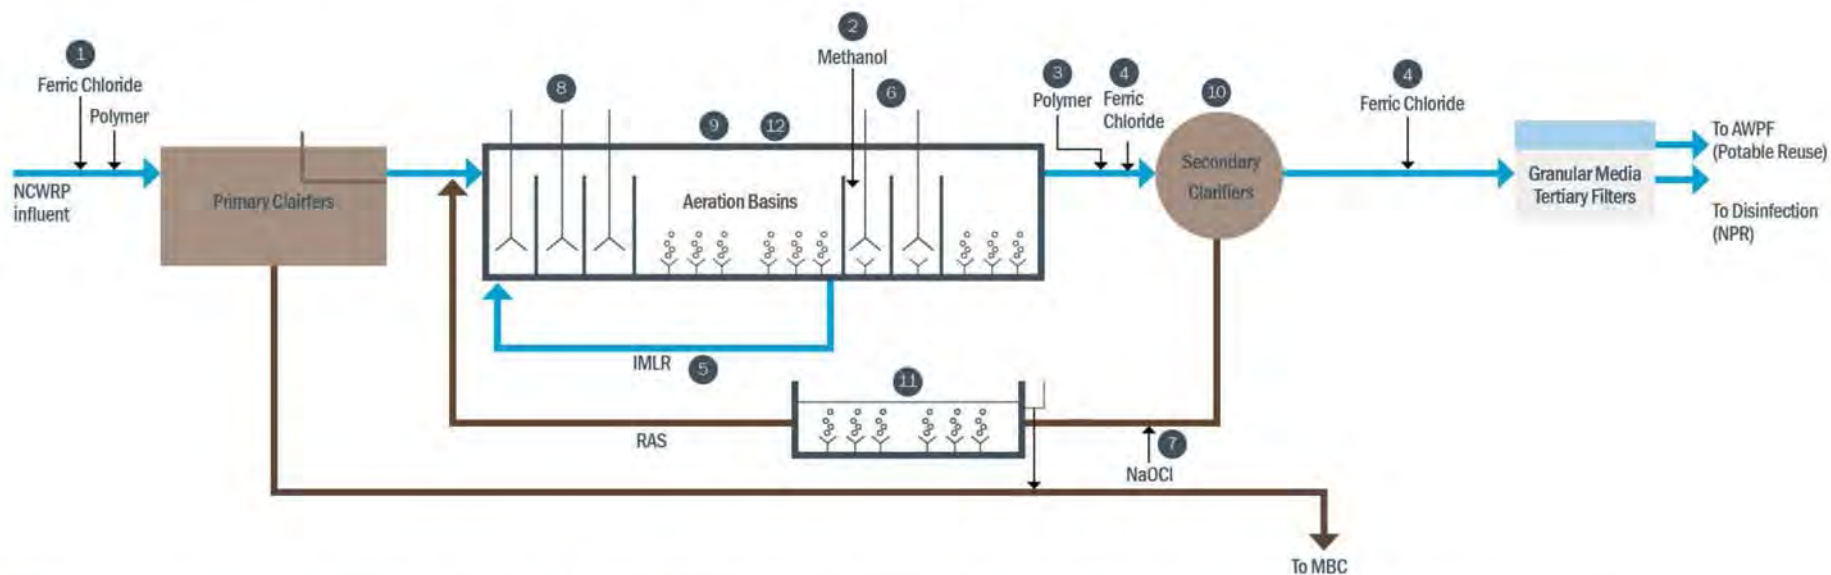 1
Ferric Chloride
Polymer
NCWRP
influent
Primary Clairfers
8
9
12
2
Methanol
6
Aeration Basins
IMLR
5
3
Polymer
4
Ferric
Chloride
10
Secondary
Clarifiers
4
Ferric Chloride
Granular Media
Tertiary Filters
To AWPF
(Potable Reuse)
To Disinfection
(NPR)
11
RAS
7
NaOCl
To MBC